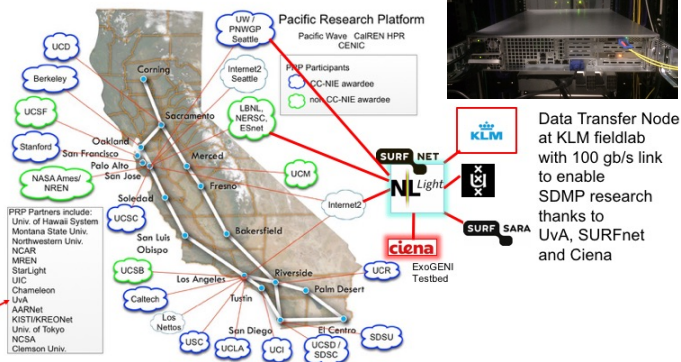 Pacific Research Platform
Pacific Wave CalREN HPR
CENIC
PRP Participants
CC-NIE awardee
non CC-NIE awardee
UW /
PNWGP
Seattle
Internet2
Seattle
LBNL,
NERSC,
ESnet
UCD
Berkeley
UCSF
Stanford
NASA Ames/
NREN
Corning
Sacramento
Oakland
San Francisco
Palo Alto
San Jose
Merced
Fresno
Soledad
San Luis
Obispo
Bakersfield
Los Angeles
Tustin
Riverside
Palm Desert
San Diego
El Centro
UCM
Internet2
UCSC
UCSB
Caltech
Los
Nettos
USC
UCLA
UCI
UCSD /
SDSC
SDSU
UCR
PRP Partners include:
Univ. of Hawaii System
Montana State Univ.
Northwestern Univ.
NCAR
MREN
StarLight
UIC
Chameleon
UvA
AARNet
KISTI/KREONet
Univ. of Tokyo
NCSA
Clemson Univ.
SURF NET
NLight
KLM
SURF SARA
ciena
ExoGENI
Testbed
Data Transfer Node
at KLM fieldlab
with 100 gb/s link
to enable
SDMP research
thanks to
UvA, SURFnet
and Ciena